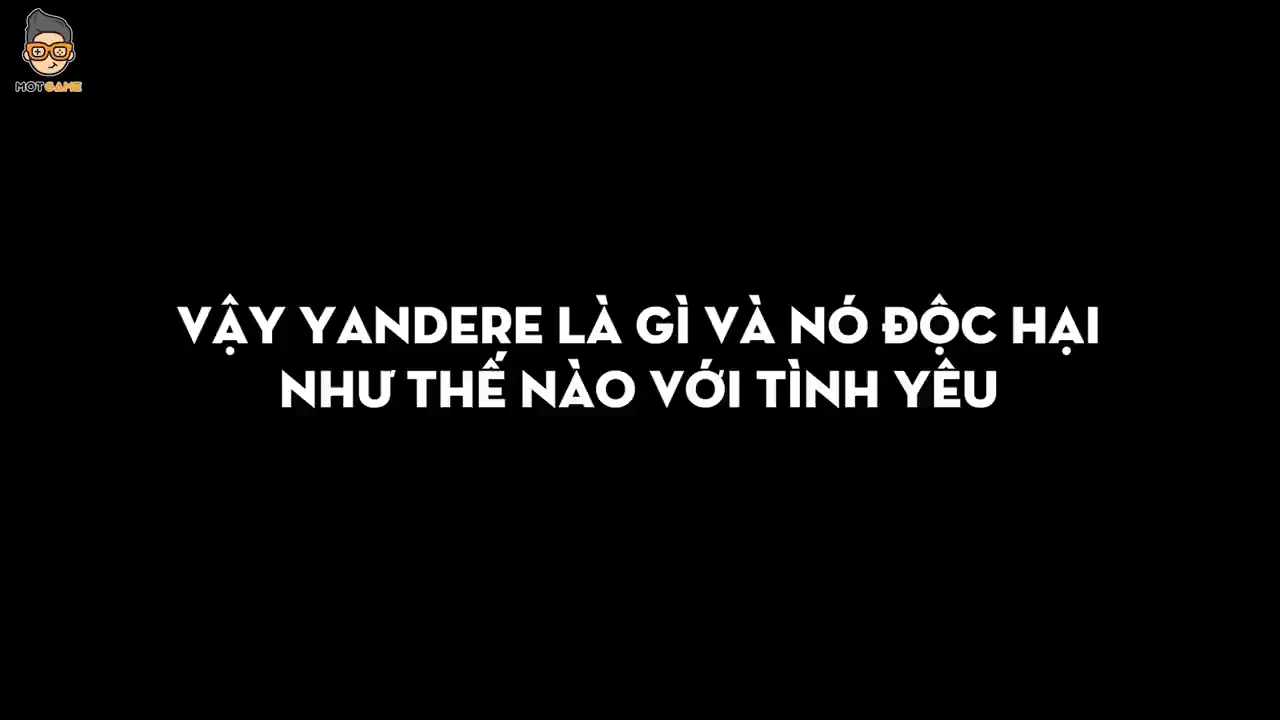 MOTGAME
VẬY YANDERE LÀ GÌ VÀ NÓ ĐỘC HẠI
NHƯ THẾ NÀO VỚI TÌNH YÊU